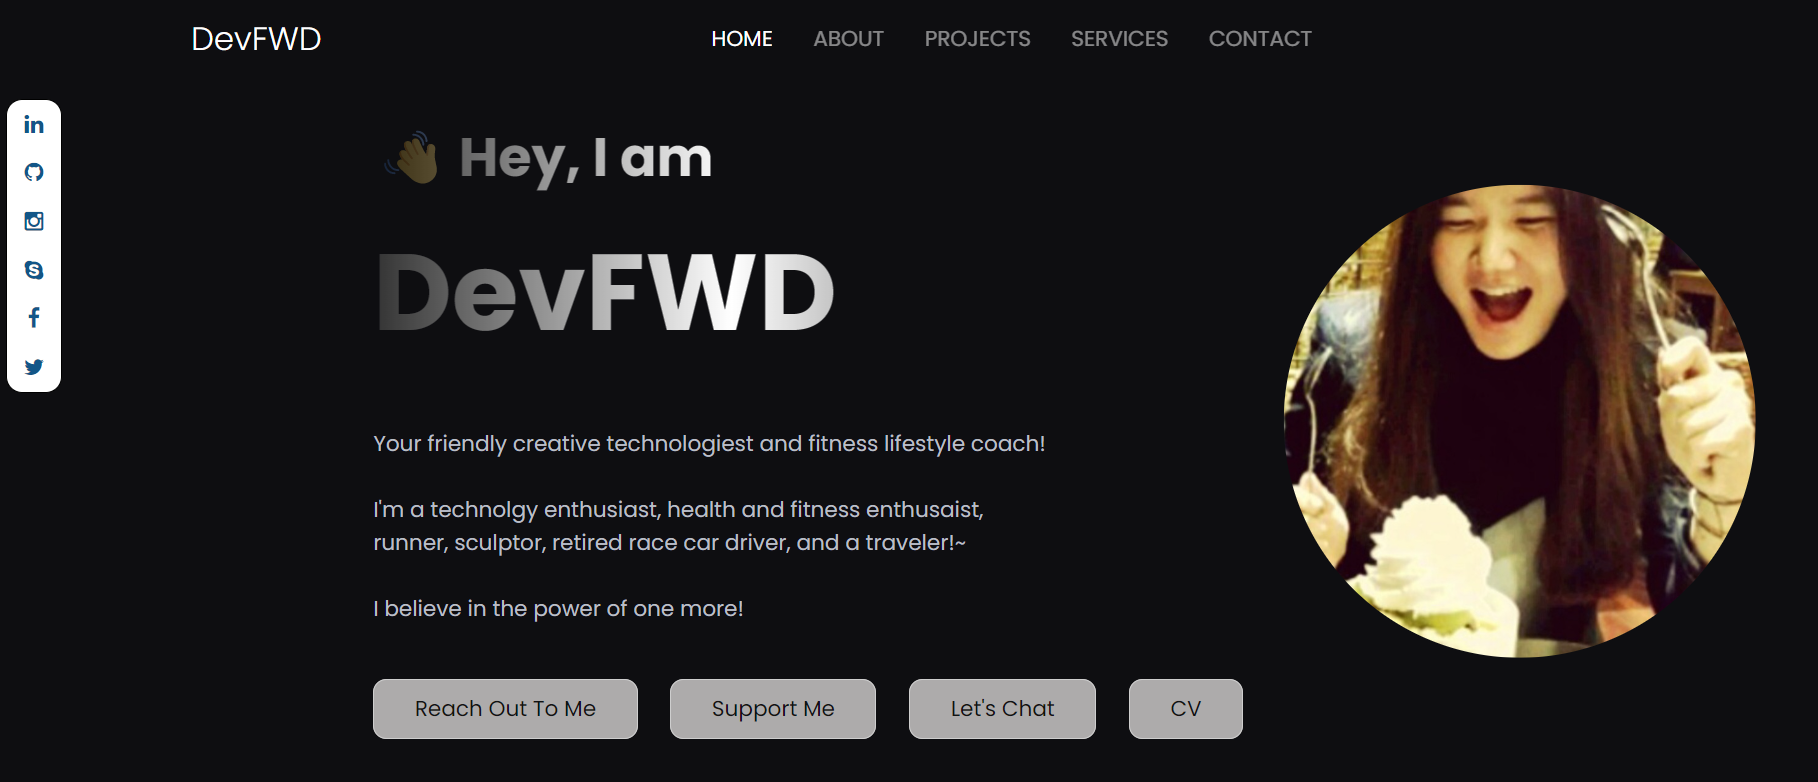 DevFWD
HOME ABOUT PROJECTS SERVICES CONTACT
Hey, I am
DevFWD
Your friendly creative technologiest and fitness lifestyle coach!
I'm a technolgy enthusiast, health and fitness enthusaist,
runner, sculptor, retired race car driver, and a traveler!~
I believe in the power of one more!
Reach Out To Me
Support Me
Let's Chat
CV